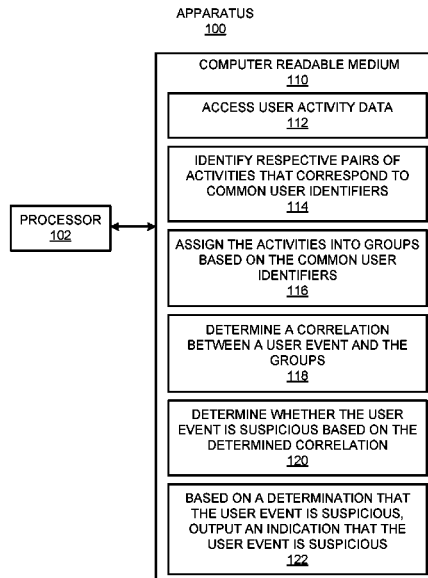 APPARATUS
100
COMPUTER READABLE MEDIUM
110
ACCESS USER ACTIVITY DATA
112
IDENTIFY RESPECTIVE PAIRS OF
ACTIVITIES THAT CORRESPOND TO
COMMON USER IDENTIFIERS
114
PROCESSOR
102
ASSIGN THE ACTIVITIES INTO GROUPS
BASED ON THE COMMON USER
IDENTIFIERS
116
DETERMINE A CORRELATION
BETWEEN A USER EVENT AND THE
GROUPS
118
DETERMINE WHETHER THE USER
EVENT IS SUSPICIOUS BASED ON THE
DETERMINED CORRELATION
120
BASED ON A DETERMINATION THAT
THE USER EVENT IS SUSPICIOUS,
OUTPUT AN INDICATION THAT THE
USER EVENT IS SUSPICIOUS
122